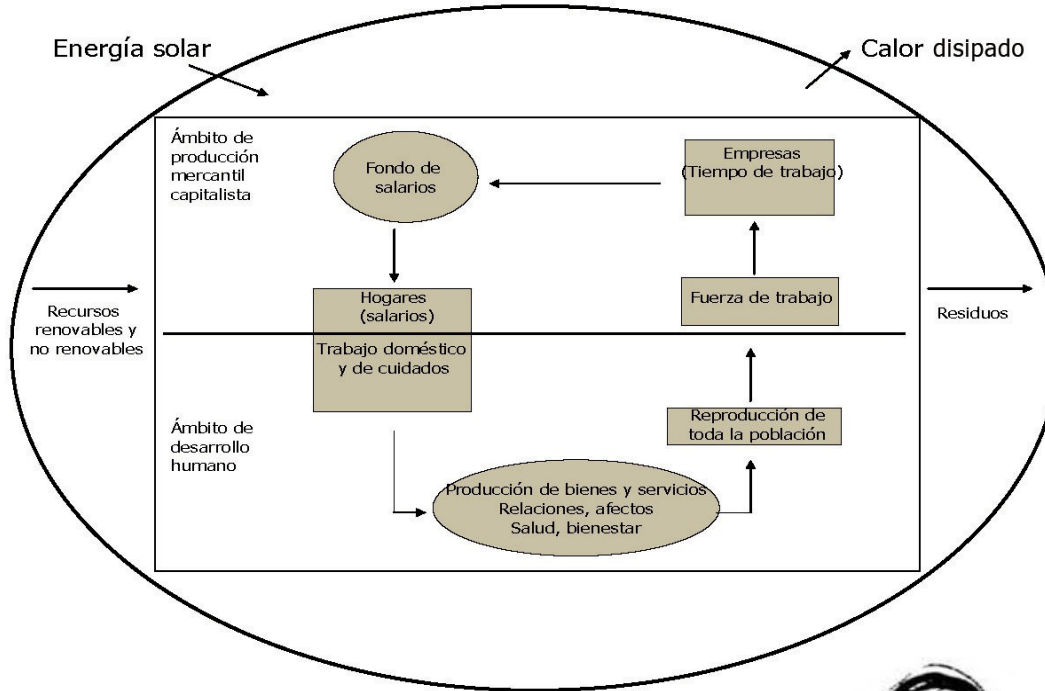 Energía solar
Calor disipado
Ámbito de
producción
mercantil
capitalista
Fondo de
salarios
Empresas
(Tiempo de trabajo)
Recursos
renovables y
no renovables
Hogares
(salarios)
Fuerza de trabajo
Residuos
Trabajo doméstico
y de cuidados
Ámbito de
desarrollo
humano
Reproducción de
toda la población
Producción de bienes y servicios
Relaciones, afectos
Salud, bienestar